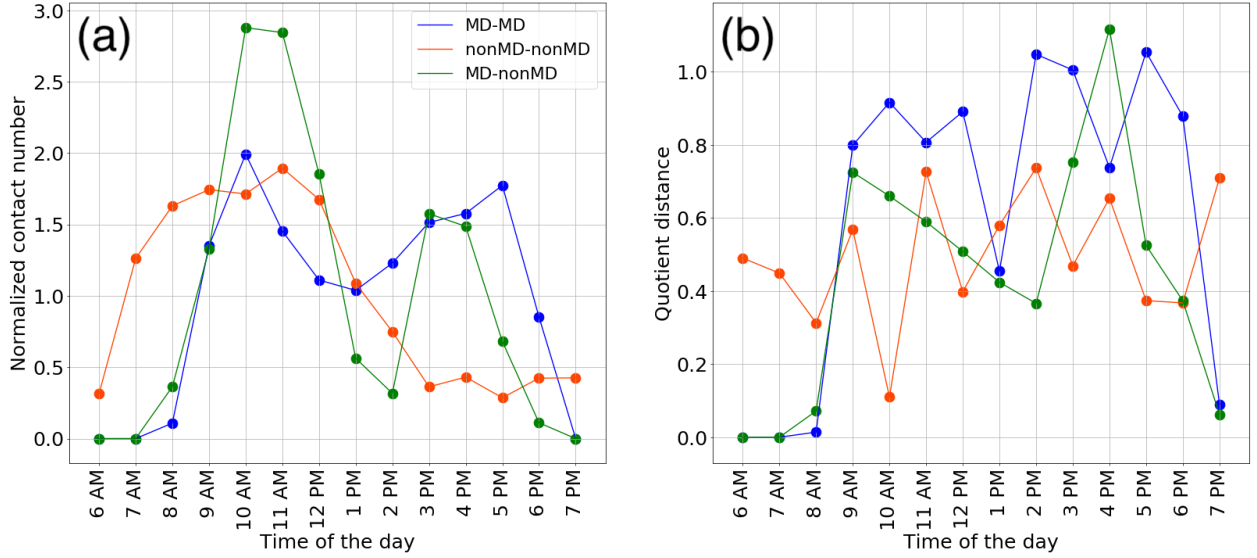 (a)
MD-MD
nonMD-nonMD
MD-nonMD
Normalized contact number
3.0
2.5
2.0
1.5
1.0
0.5
0.0
6 AM
7 AM
8 AM
9 AM
10 AM
11 AM
12 PM
1 PM
2 PM
3 PM
4 PM
5 PM
6 PM
7 PM
Time of the day
(b)
Quotient distance
1.0
0.8
0.6
0.4
0.2
0.0
6 AM
7 AM
8 AM
9 AM
10 AM
11 AM
12 PM
1 PM
2 PM
3 PM
4 PM
5 PM
6 PM
7 PM
Time of the day